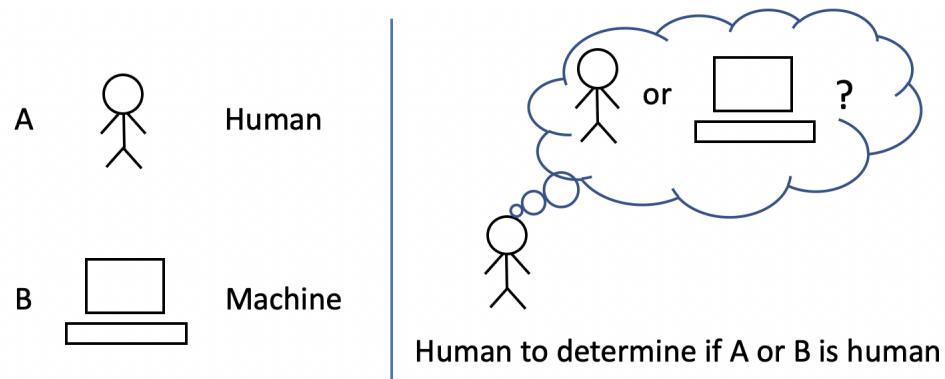 A Human
B Machine
or ?
Human to determine if A or B is human